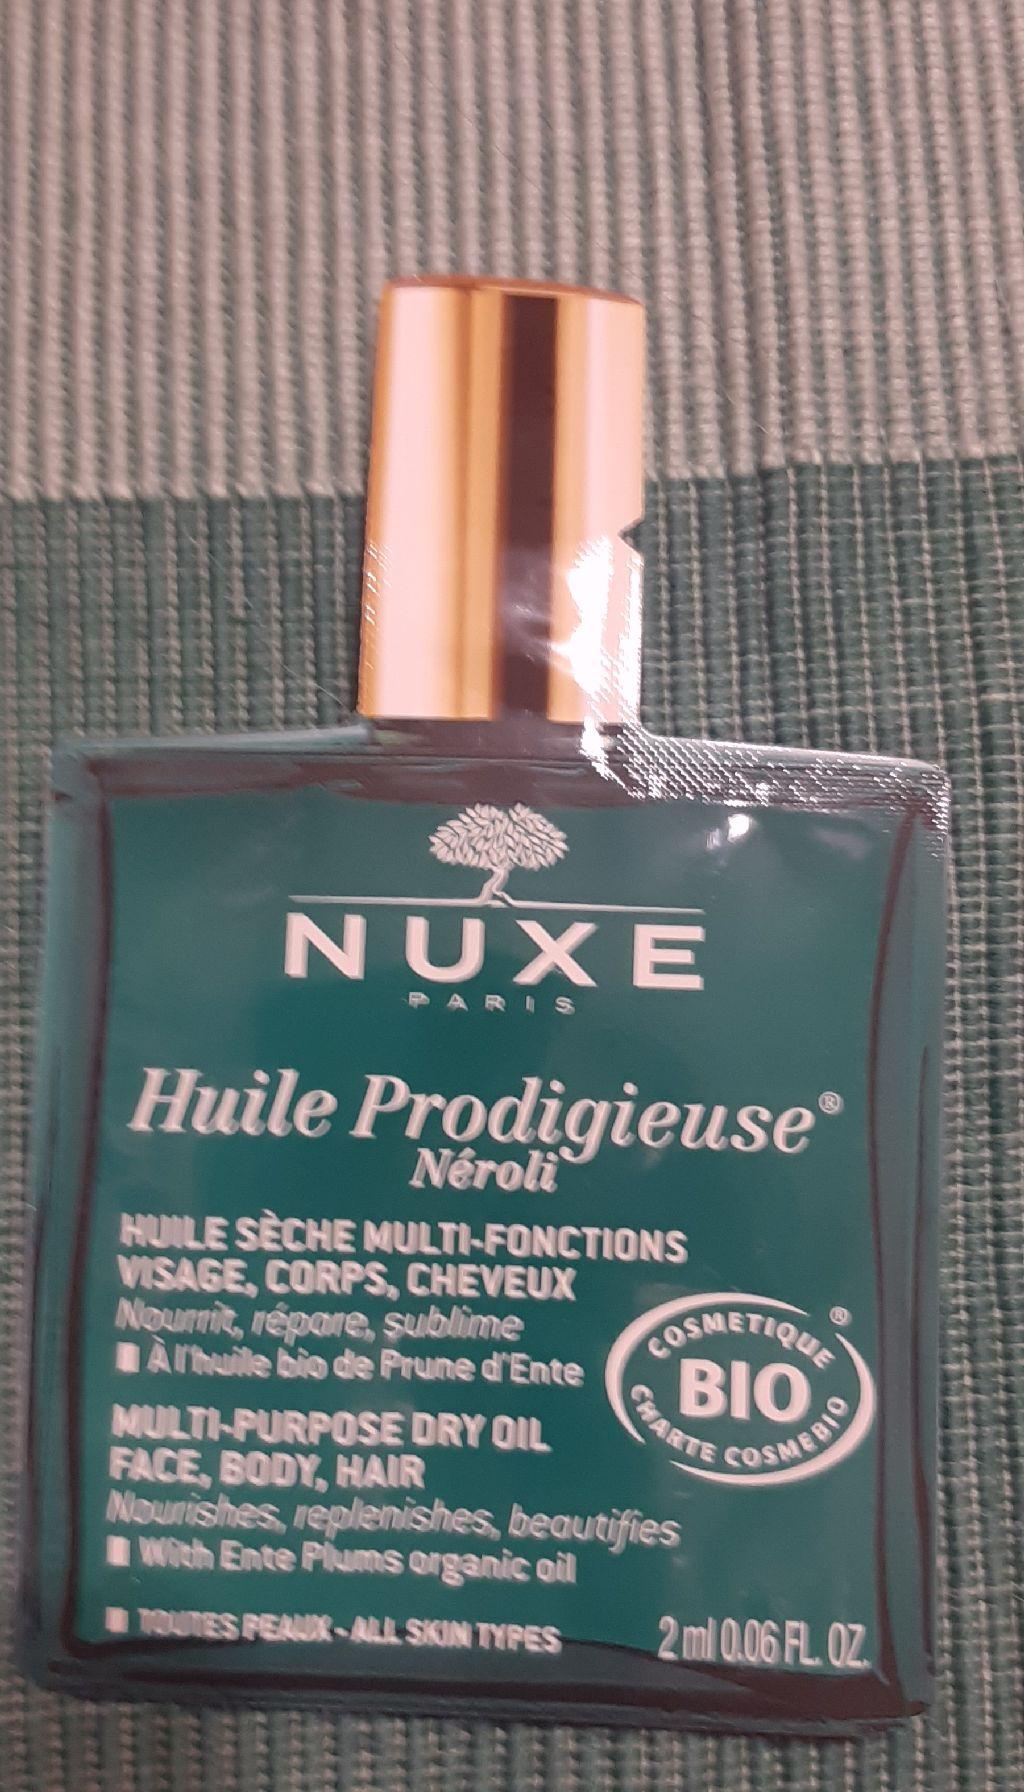 NUXE
PARIS
Huile Prodigieuse®
Néroli
HUILE SÈCHE MULTI-FONCTIONS
VISAGE, CORPS, CHEVEUX
Nourrit, répare, sublime
■ À l'huile bio de Prune d'Ente
COSMETIQUE ®
BIO
CHARTE COSMEBIO
MULTI-PURPOSE DRY OIL
FACE, BODY, HAIR
Nourishes, replenishes, beautifies
■ With Ente Plums organic oil
■ TOUTES PEAUX - ALL SKIN TYPES
2 ml 0.06 FL. OZ.